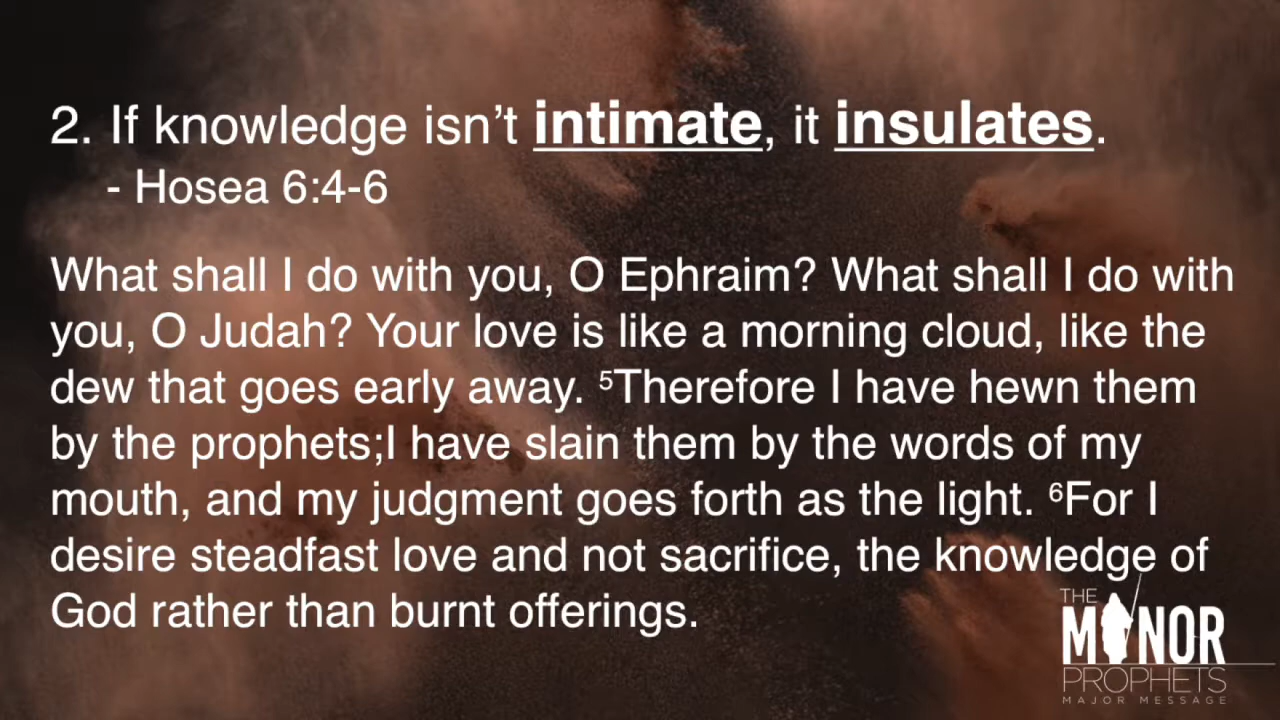 2. If knowledge isn’t intimate, it insulates.
- Hosea 6:4-6
What shall I do with you, O Ephraim? What shall I do with
you, O Judah? Your love is like a morning cloud, like the
dew that goes early away. ⁵Therefore I have hewn them
by the prophets;I have slain them by the words of my
mouth, and my judgment goes forth as the light. ⁶For I
desire steadfast love and not sacrifice, the knowledge of
God rather than burnt offerings.
THE
MINOR
PROPHETS
MAJOR MESSAGE